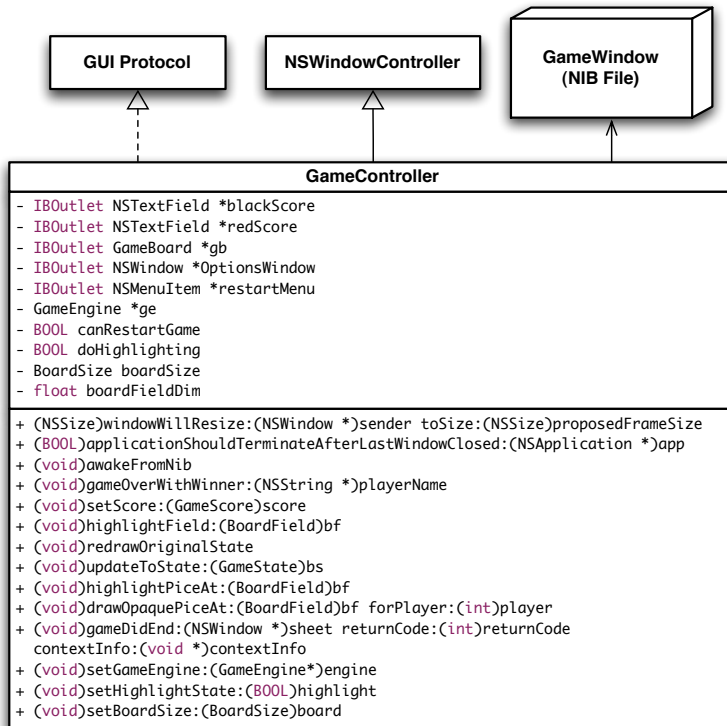 GUI Protocol
NSWindowController
GameWindow
(NIB File)
GameController
- IBOutlet NSTextField *blackScore
- IBOutlet NSTextField *redScore
- IBOutlet GameBoard *gb
- IBOutlet NSWindow *OptionsWindow
- IBOutlet NSMenuItem *restartMenu
- GameEngine *ge
- BOOL canRestartGame
- BOOL doHighlighting
- BoardSize boardSize
- float boardFieldDim
+ (NSSize)windowWillResize:(NSWindow *)sender toSize:(NSSize)proposedFrameSize
+ (BOOL)applicationShouldTerminateAfterLastWindowClosed:(NSApplication *)app
+ (void)awakeFromNib
+ (void)gameOverWithWinner:(NSString *)playerName
+ (void)setScore:(GameScore)score
+ (void)highlightField:(BoardField)bf
+ (void)redrawOriginalState
+ (void)updateToState:(GameState)bs
+ (void)highlightPiceAt:(BoardField)bf
+ (void)drawOpaquePiceAt:(BoardField)bf forPlayer:(int)player
+ (void)gameDidEnd:(NSWindow *)sheet returnCode:(int)returnCode
contextInfo:(void *)contextInfo
+ (void)setGameEngine:(GameEngine*)engine
+ (void)setHighlightState:(BOOL)highlight
+ (void)setBoardSize:(BoardSize)board